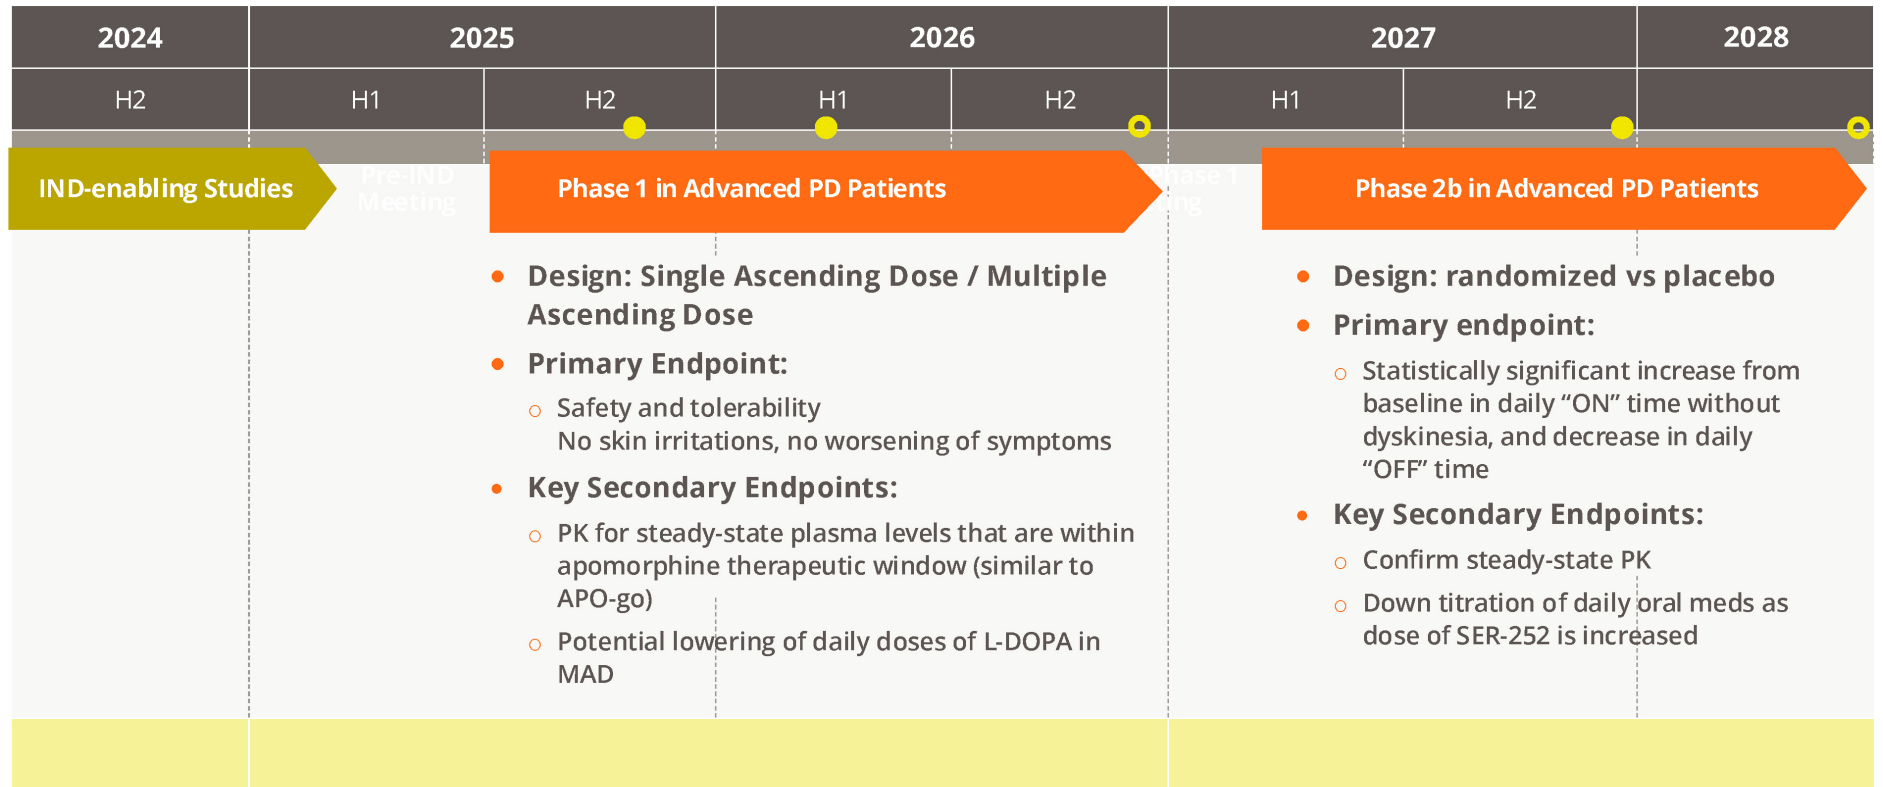 2024 2025 2026 2027 2028
H2 H1 H2 H1 H2 H1 H2
IND-enabling Studies
Pre-IND
Meeting
Phase 1 in Advanced PD Patients
Phase 1
Phase 2b in Advanced PD Patients
• Design: Single Ascending Dose / Multiple
Ascending Dose
• Primary Endpoint:
○ Safety and tolerability
No skin irritations, no worsening of symptoms
• Key Secondary Endpoints:
○ PK for steady-state plasma levels that are within
apomorphine therapeutic window (similar to
APO-go)
○ Potential lowering of daily doses of L-DOPA in
MAD
• Design: randomized vs placebo
• Primary endpoint:
○ Statistically significant increase from
baseline in daily “ON” time without
dyskinesia, and decrease in daily
“OFF” time
• Key Secondary Endpoints:
○ Confirm steady-state PK
○ Down titration of daily oral meds as
dose of SER-252 is increased